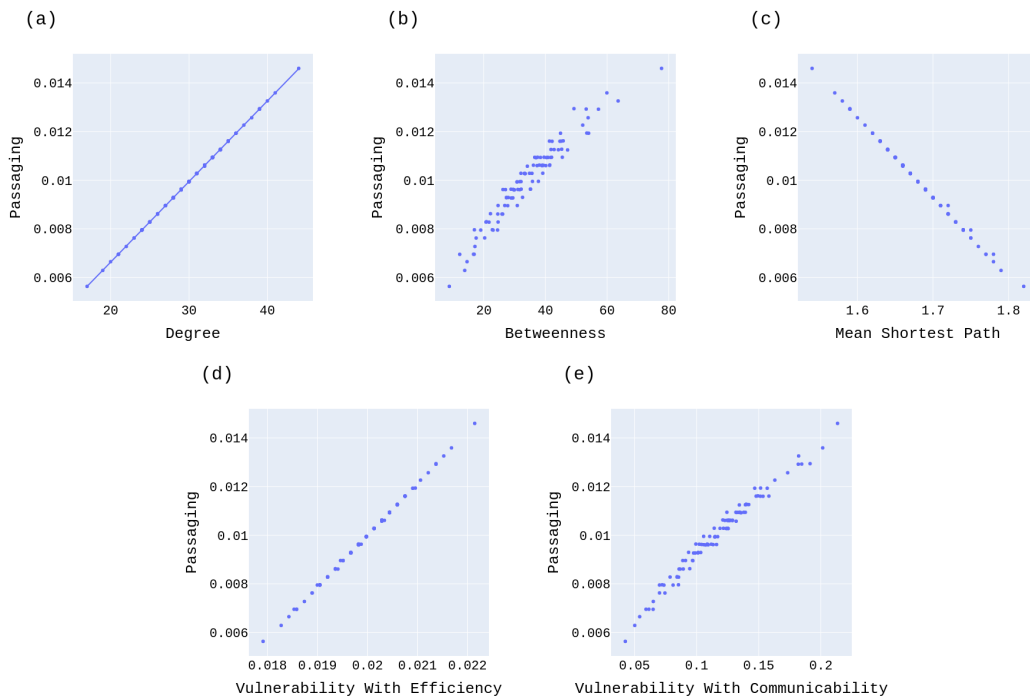 (a)
(b)
(c)
0.014
0.012
0.01
0.008
0.006
Passaging
20
30
40
Degree
0.014
0.012
0.01
0.008
0.006
Passaging
20
40
60
80
Betweenness
0.014
0.012
0.01
0.008
0.006
Passaging
1.6
1.7
1.8
Mean Shortest Path
(d)
(e)
0.014
0.012
0.01
0.008
0.006
Passaging
0.018
0.019
0.02
0.021
0.022
Vulnerability With Efficiency
0.014
0.012
0.01
0.008
0.006
Passaging
0.05
0.1
0.15
0.2
Vulnerability With Communicability